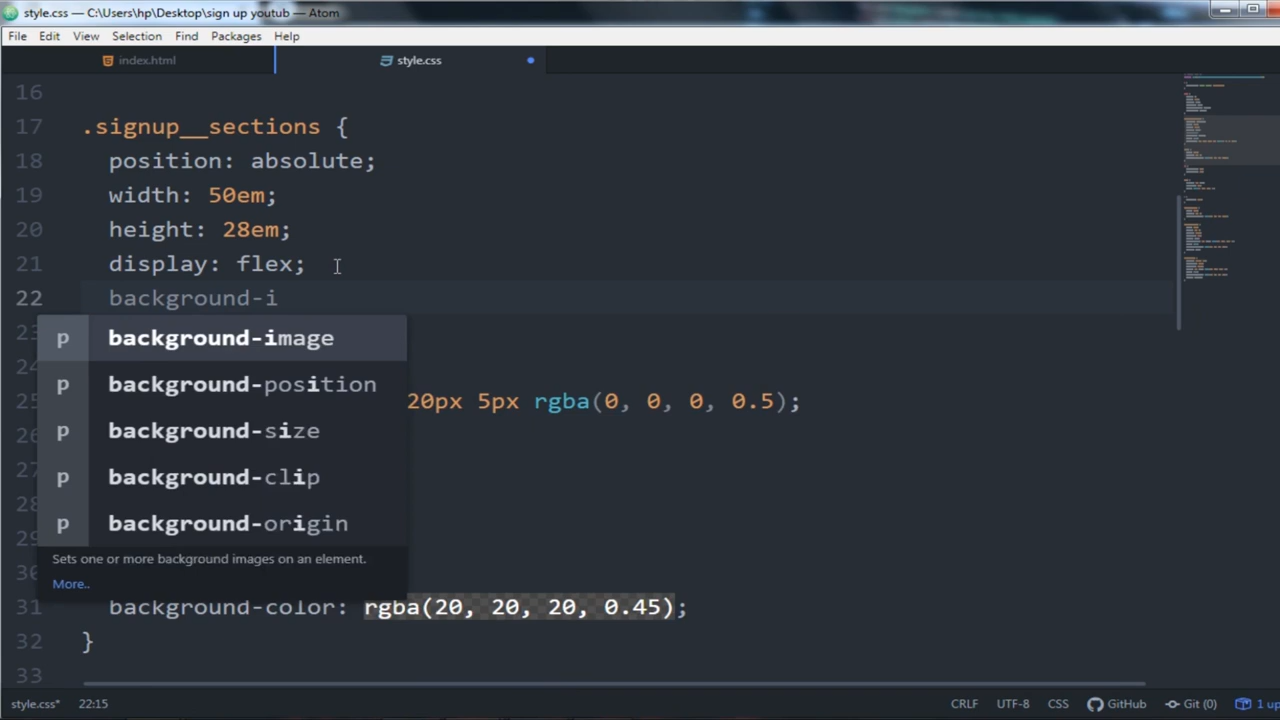 style.css — C:\Users\hp\Desktop\sign up youtub — Atom
File Edit View Selection Find Packages Help
index.html style.css
16
17 .signup__sections {
18 position: absolute;
19 width: 50em;
20 height: 28em;
21 display: flex;
22 background-i
p background-image
p background-position
25 20px 5px rgba(0, 0, 0, 0.5);
p background-size
p background-clip
p background-origin
Sets one or more background images on an element.
More..
31 background-color: rgba(20, 20, 20, 0.45);
32 }
33
style.css* 22:15 CRLF UTF-8 CSS GitHub Git (0) 1 up